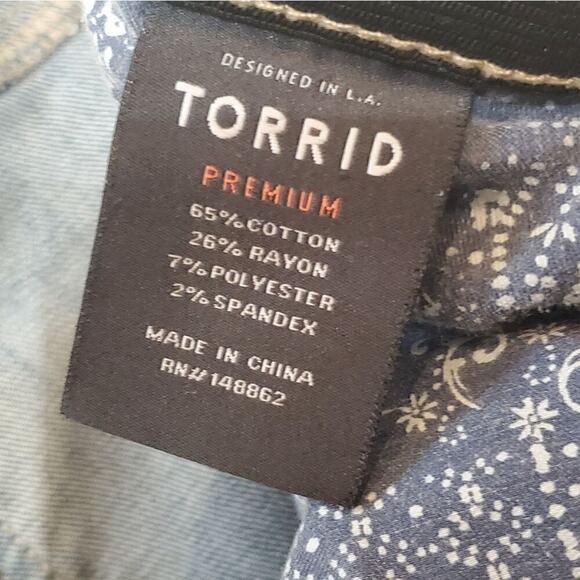 DESIGNED IN L.A.
TORRID
PREMIUM
65% COTTON
26% RAYON
7% POLYESTER
2% SPANDEX
MADE IN CHINA
RN# 148862